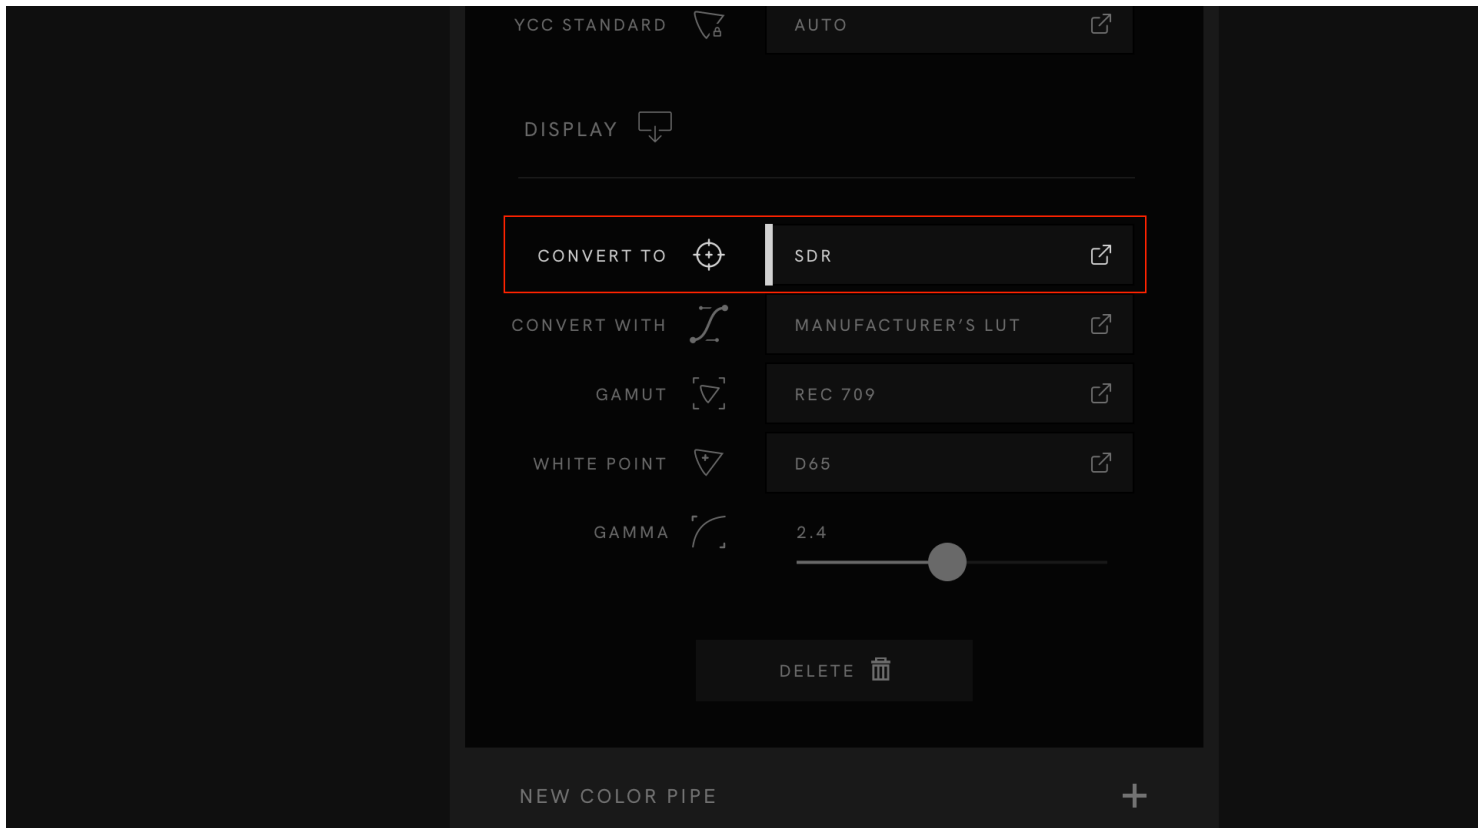 YCC STANDARD AUTO
DISPLAY
CONVERT TO SDR
CONVERT WITH MANUFACTURER’S LUT
GAMUT REC 709
WHITE POINT D65
GAMMA 2.4
DELETE
NEW COLOR PIPE +